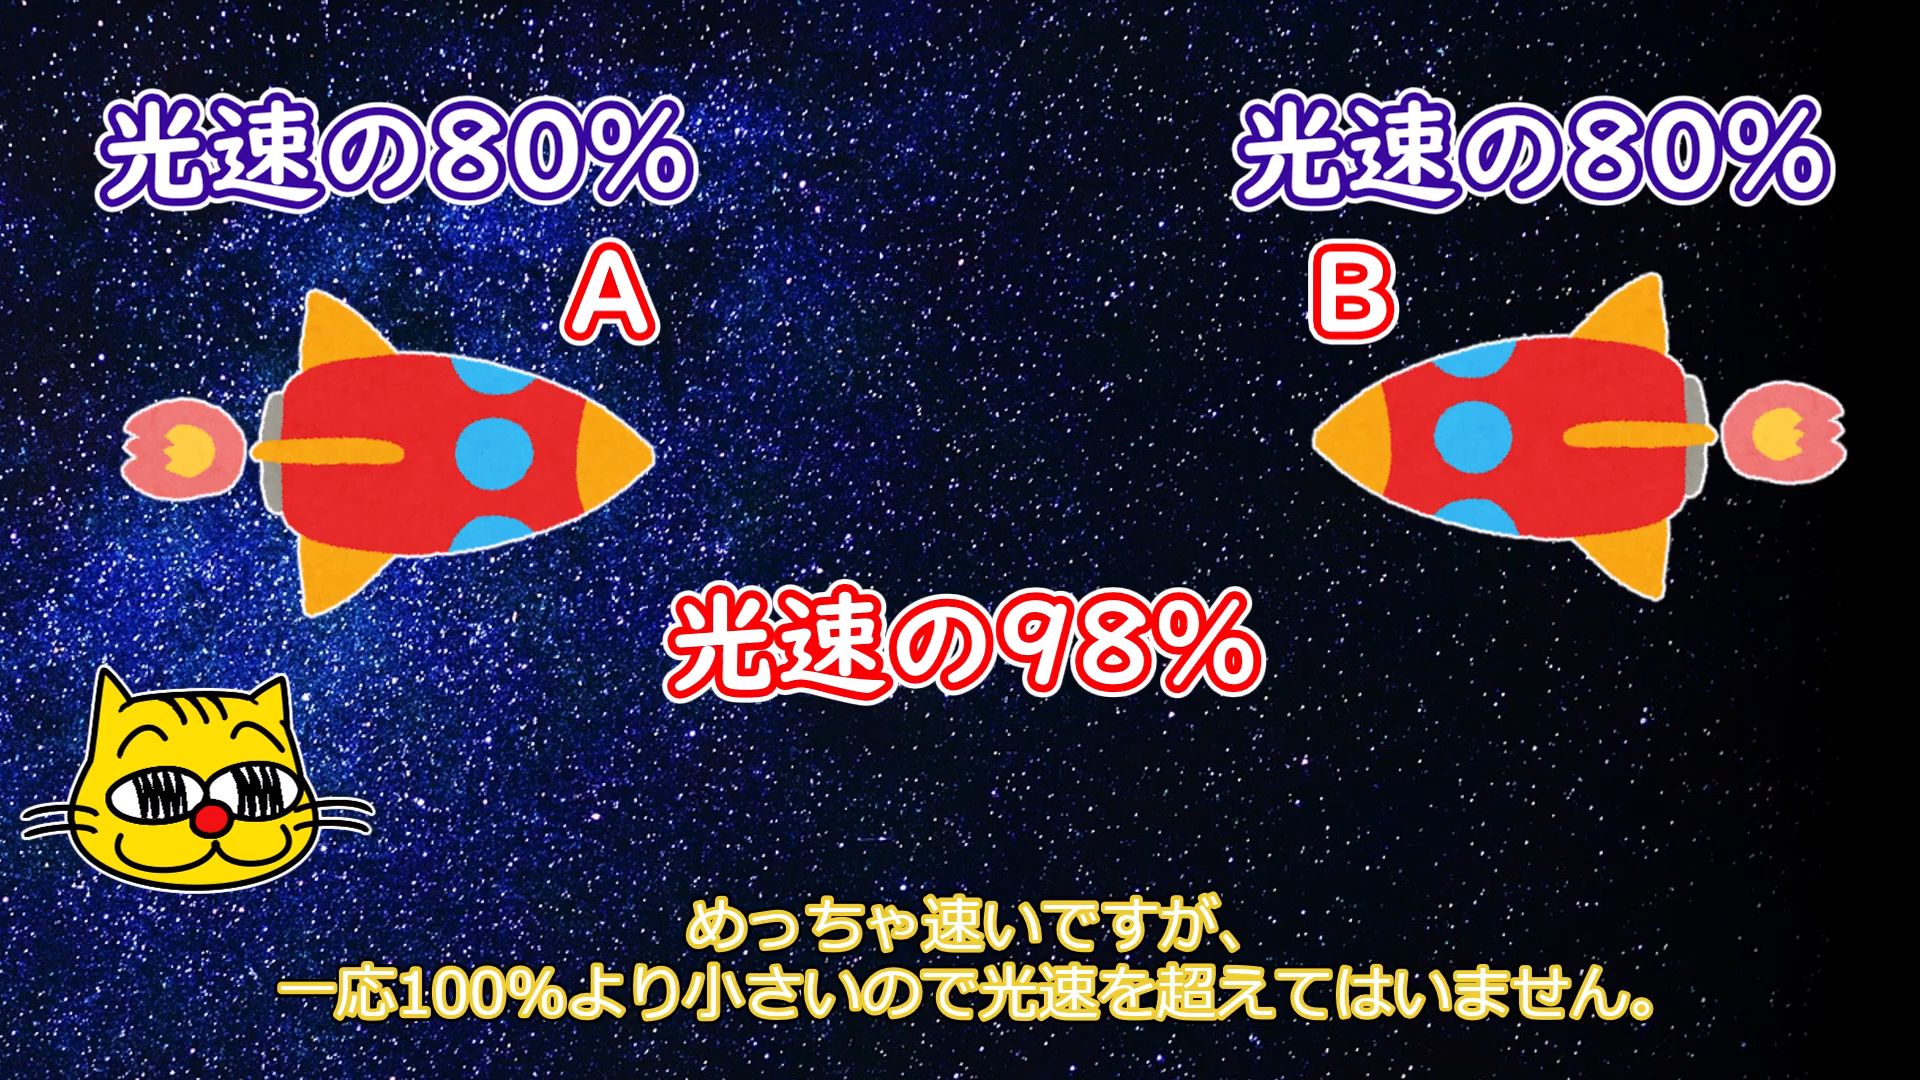 光速の80%
光速の80%
A
B
光速の98%
めっちゃ速いですが、
一応100%より小さいので光速を超えてはいません。